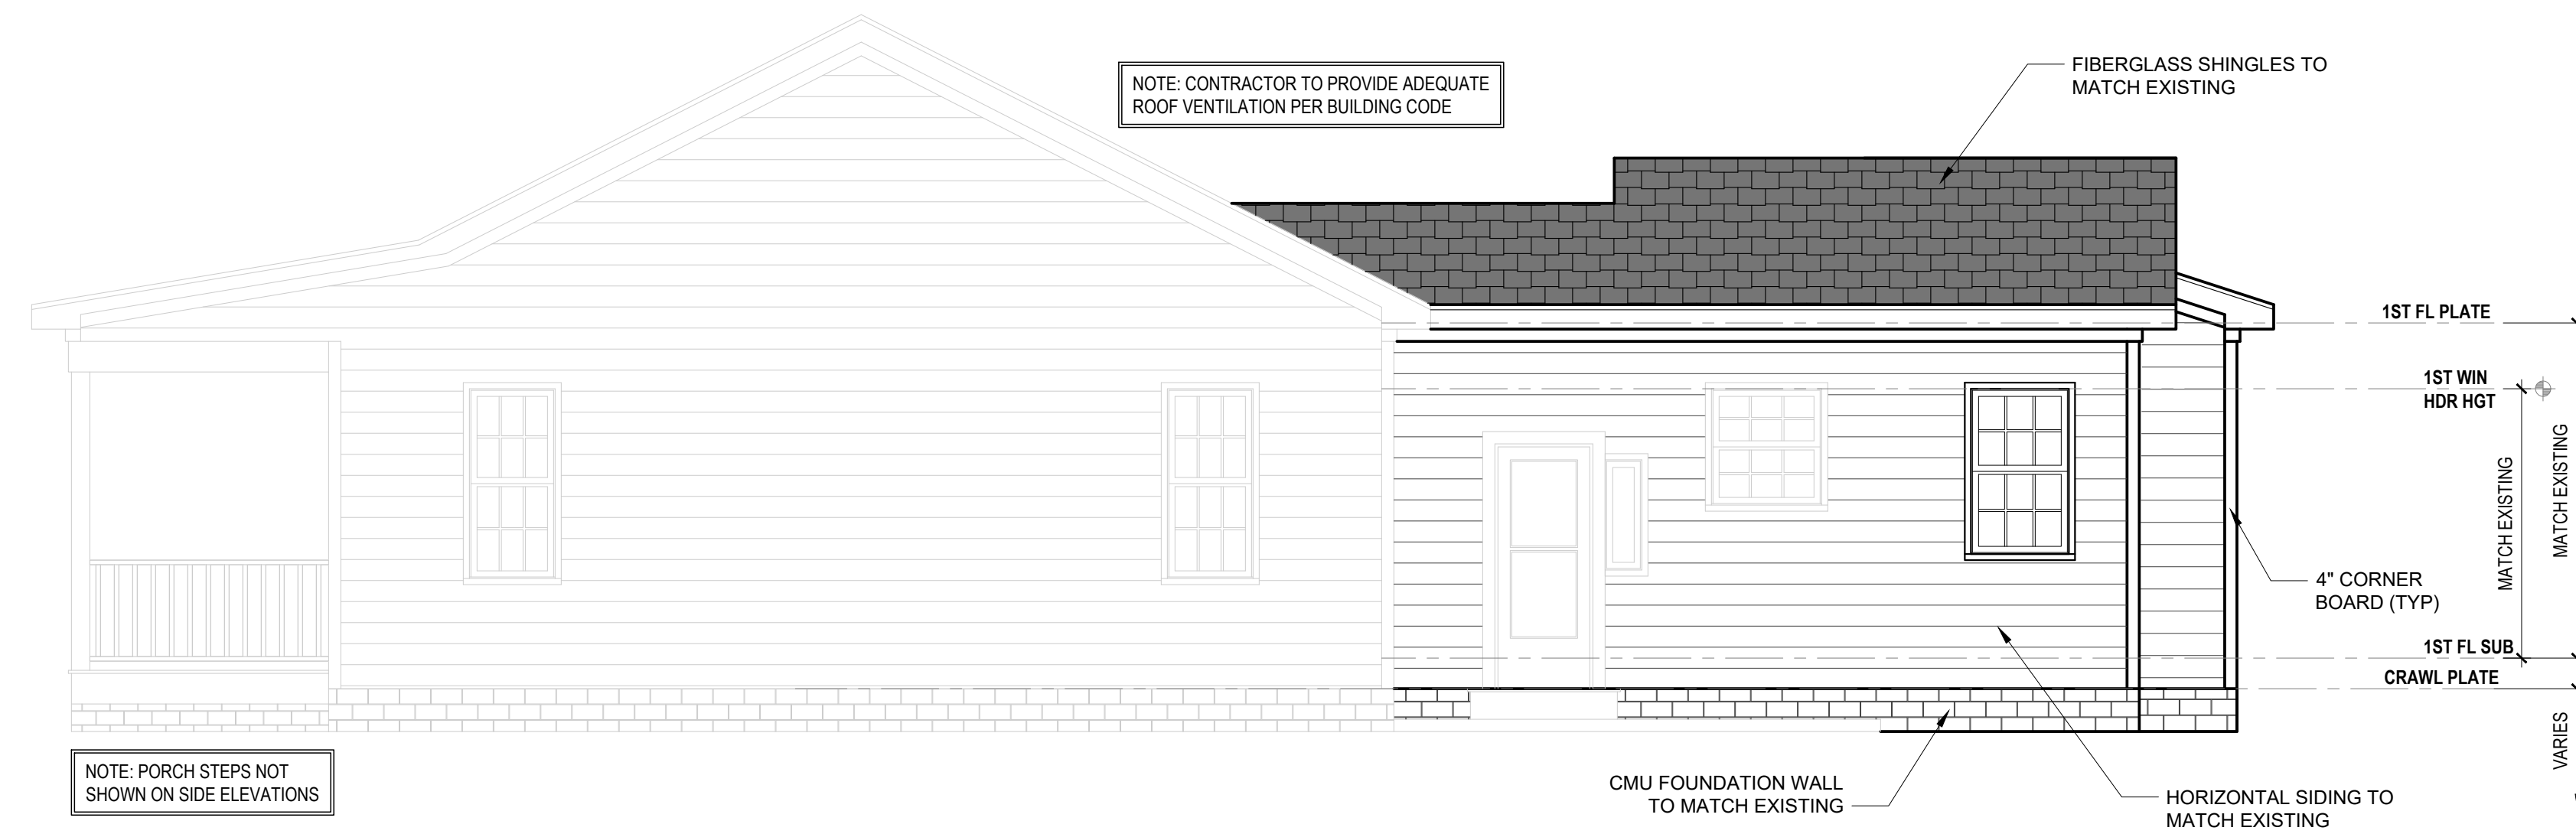 NOTE: CONTRACTOR TO PROVIDE ADEQUATE
ROOF VENTILATION PER BUILDING CODE
FIBERGLASS SHINGLES TO
MATCH EXISTING
1ST FL PLATE
1ST WIN
HDR HGT
MATCH EXISTING
MATCH EXISTING
4" CORNER
BOARD (TYP)
1ST FL SUB
CRAWL PLATE
VARIES
NOTE: PORCH STEPS NOT
SHOWN ON SIDE ELEVATIONS
CMU FOUNDATION WALL
TO MATCH EXISTING
HORIZONTAL SIDING TO
MATCH EXISTING